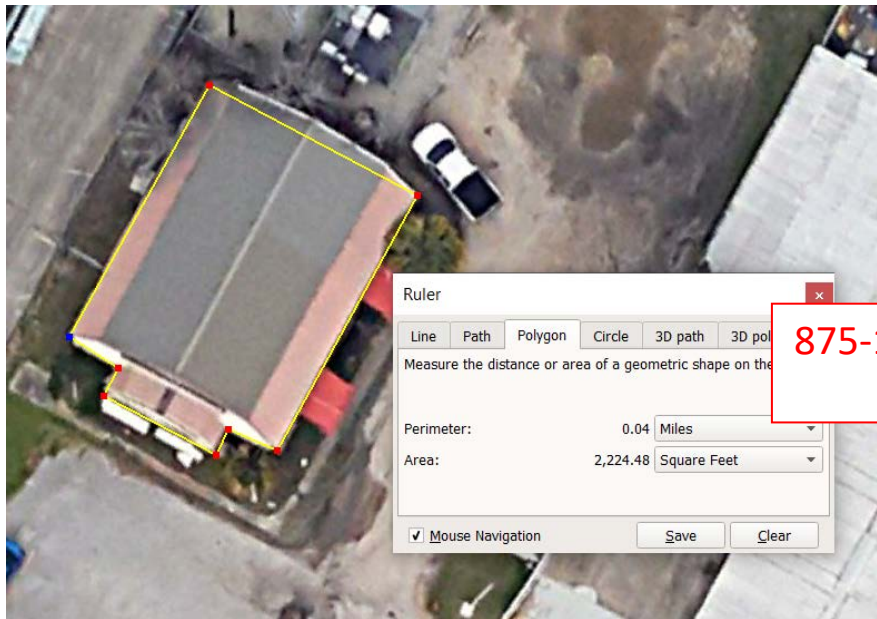 Ruler
Line Path Polygon Circle 3D path
Measure the distance or area of a geometric shape on the
875-
Perimeter: 0.04 Miles
Area: 2,224.48 Square Feet
Mouse Navigation Save Clear